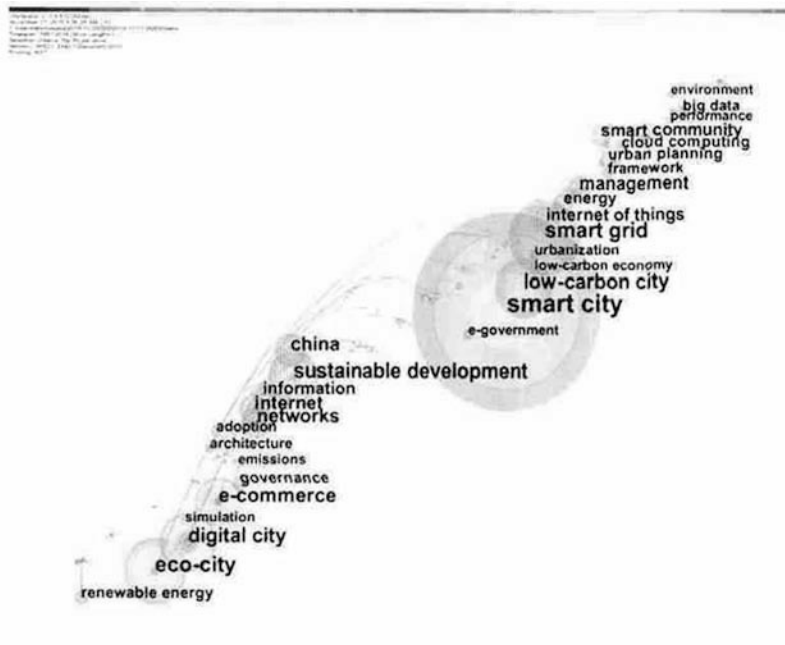 environment
big data
performance
smart community
cloud computing
urban planning
framework
management
energy
internet of things
smart grid
urbanization
low-carbon economy
low-carbon city
smart city
e-government
china
sustainable development
information
internet
networks
adoption
architecture
emissions
governance
e-commerce
simulation
digital city
eco-city
renewable energy